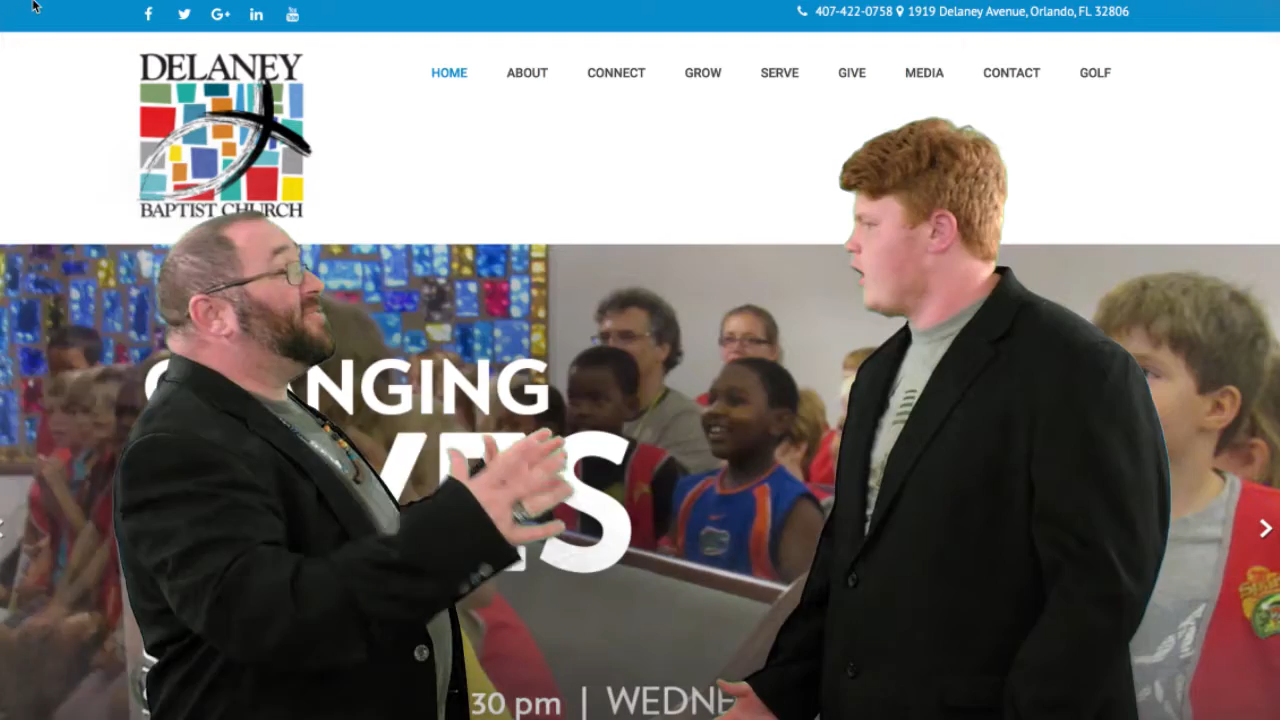 407-422-0758 1919 Delaney Avenue, Orlando, FL 32806
DELANEY
BAPTIST CHURCH
HOME ABOUT CONNECT GROW SERVE GIVE MEDIA CONTACT GOLF
30 pm | WEDNE